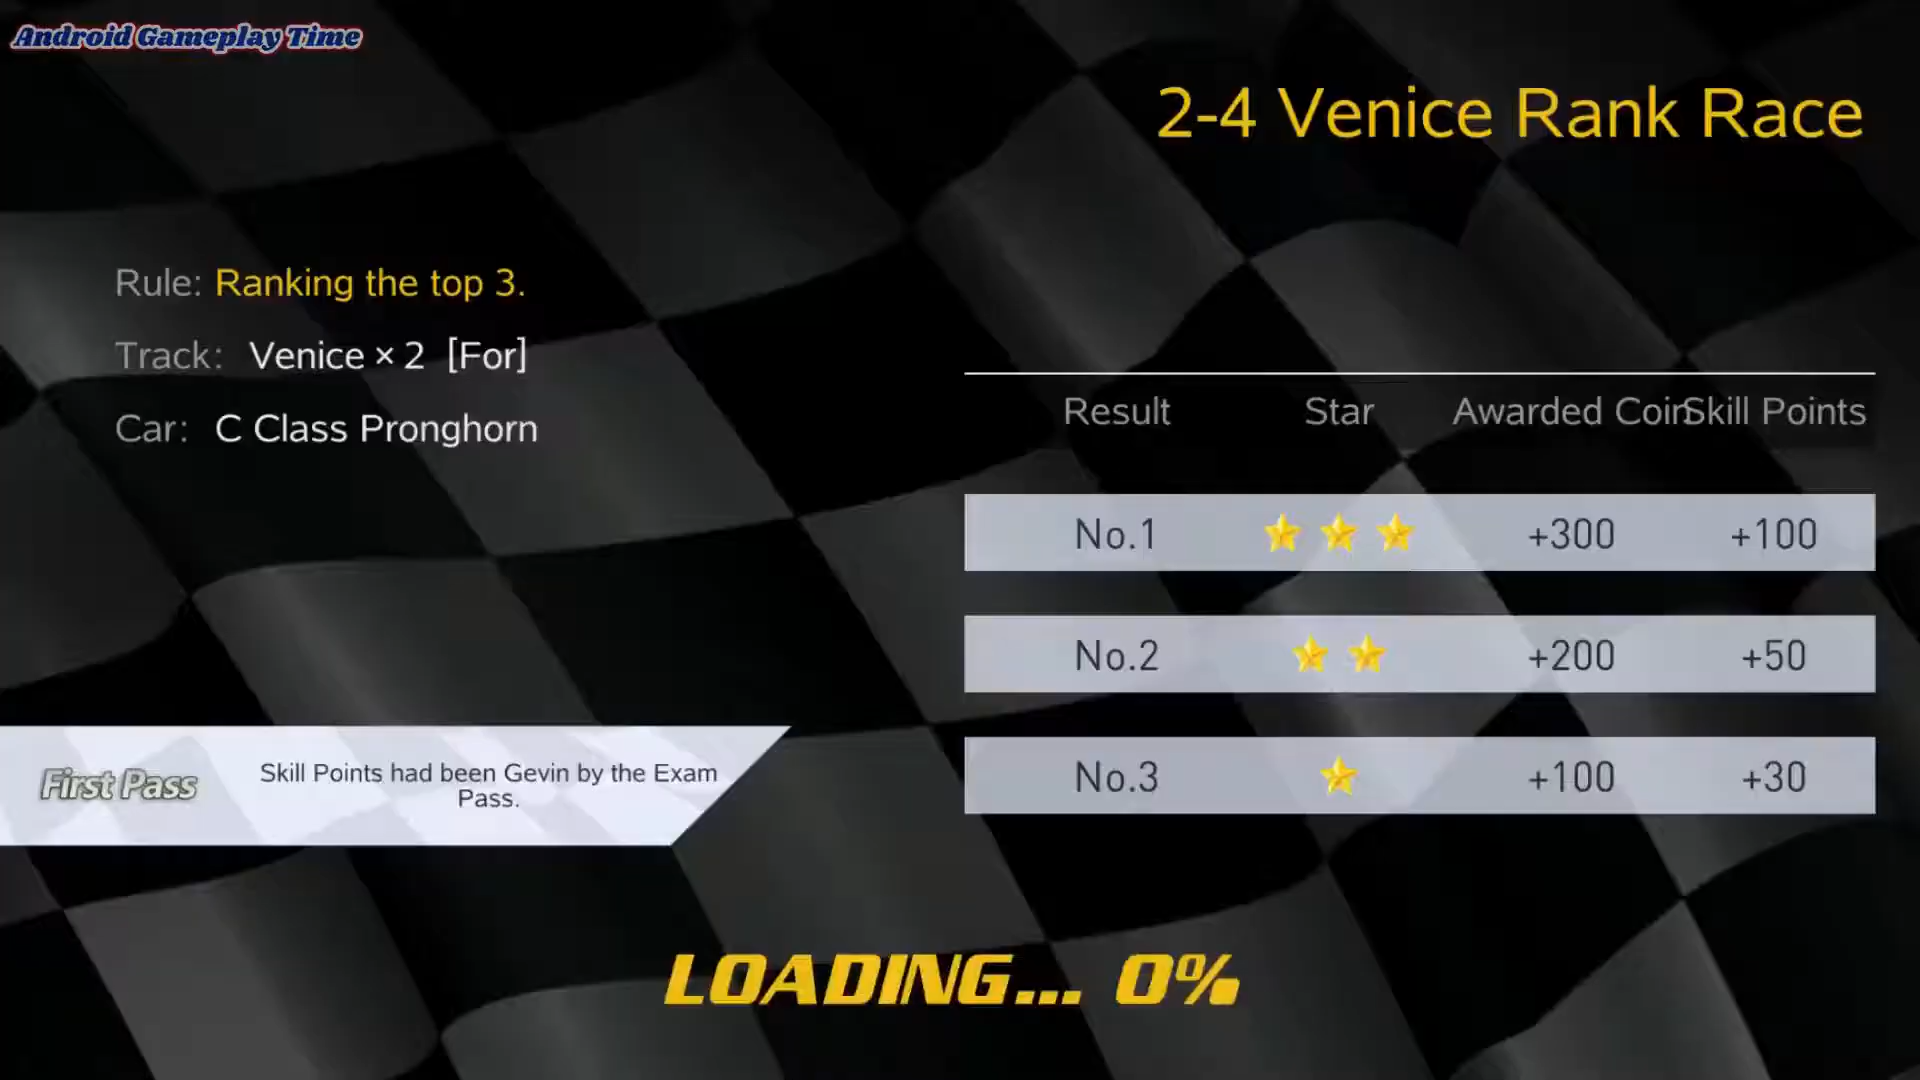 Android Gameplay Time
2-4 Venice Rank Race
Rule: Ranking the top 3.
Track: Venice × 2 [For]
Car: C Class Pronghorn
Result Star Awarded Coin Skill Points
No.1 +300 +100
No.2 +200 +50
No.3 +100 +30
First Pass
Skill Points had been Gevin by the Exam
Pass.
LOADING... 0%